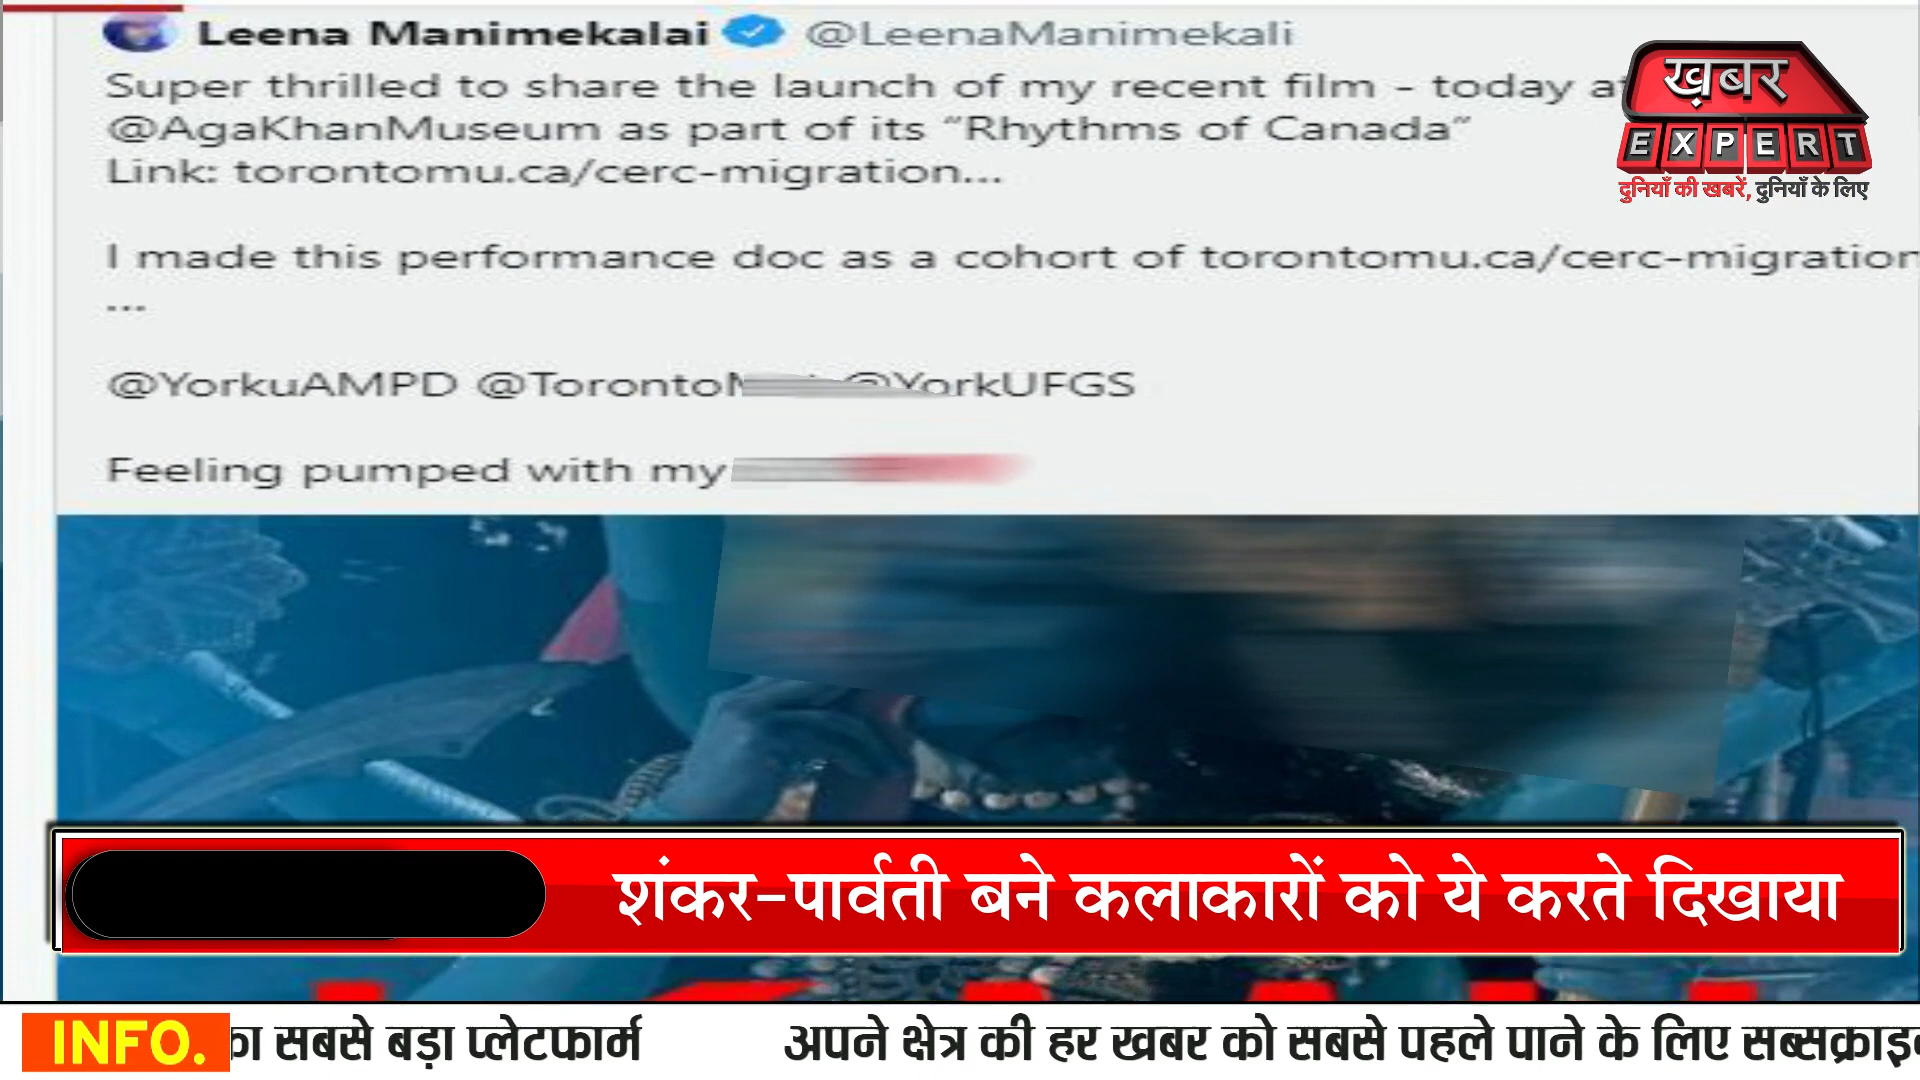 Leena Manimekalai @LeenaManimekali
Super thrilled to share the launch of my recent film - today
@AgaKhanMuseum as part of its “Rhythms of Canada”
Link: torontomu.ca/cerc-migration...
I made this performance doc as a cohort of torontomu.ca/cerc-migration
...
@YorkuAMPD @YorkUFGS
Feeling pumped with my
ख़बर
EXPERT
दुनियाँ की खबरें, दुनियाँ के लिए
शंकर-पार्वती बने कलाकारों को ये करते दिखाया
INFO. का सबसे बड़ा प्लेटफार्म अपने क्षेत्र की हर खबर को सबसे पहले पाने के लिए